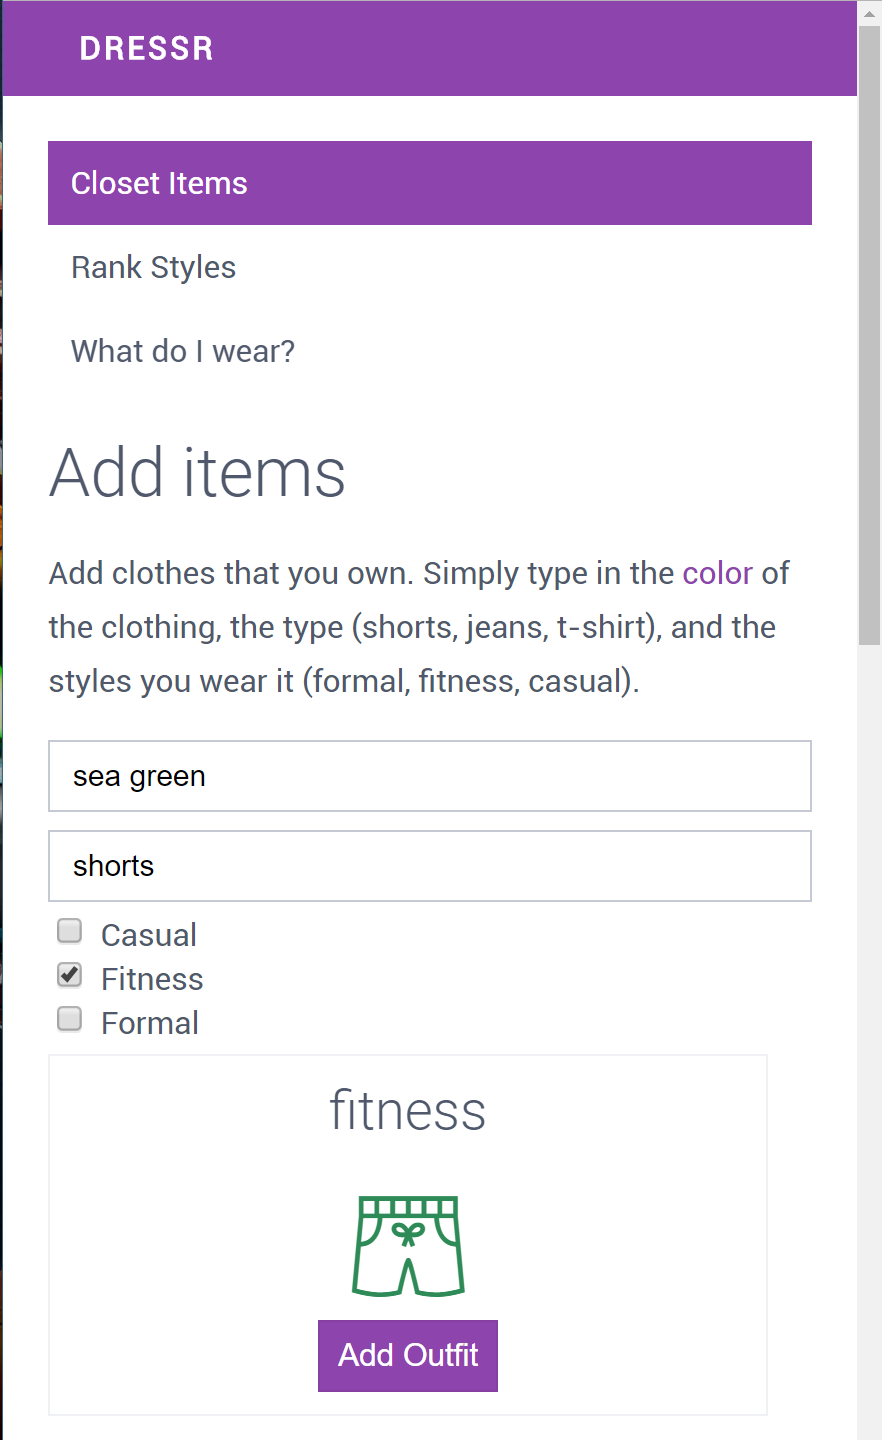 DRESSR
Closet Items
Rank Styles
What do I wear?
Add items
Add clothes that you own. Simply type in the color of
the clothing, the type (shorts, jeans, t-shirt), and the
styles you wear it (formal, fitness, casual).
sea green
shorts
Casual
Fitness
Formal
fitness
Add Outfit